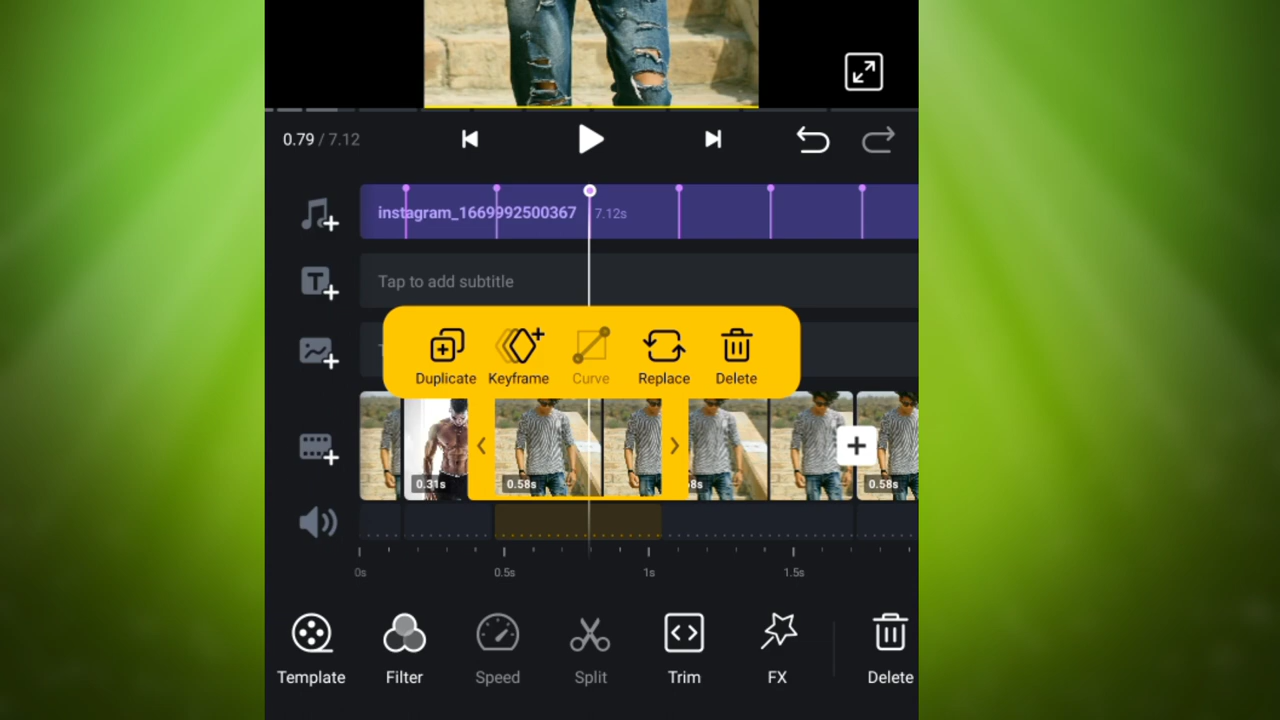 0.79 / 7.12
instagram_1669992500367 7.12s
Tap to add subtitle
Duplicate Keyframe Curve Replace Delete
0.31s 0.58s 8s 0.58s
0s 0.5s 1s 1.5s
Template Filter Speed Split Trim FX Delete